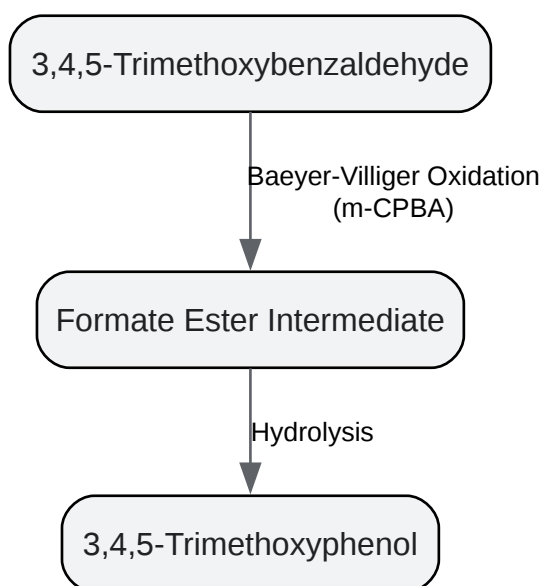 3,4,5-Trimethoxybenzaldehyde
Baeyer-Villiger Oxidation
(m-CPBA)
Formate Ester Intermediate
Hydrolysis
3,4,5-Trimethoxyphenol